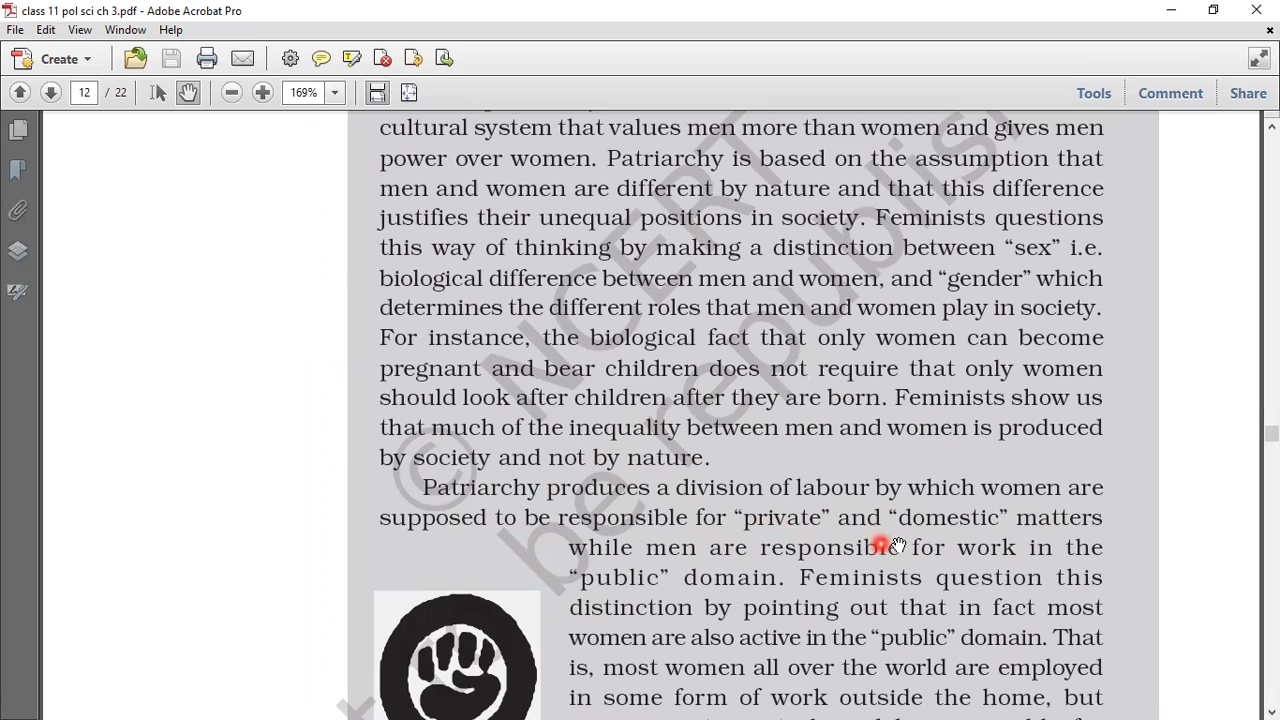 class 11 pol sci ch 3.pdf - Adobe Acrobat Pro
File Edit View Window Help
Create
12 / 22 169% Tools Comment Share
cultural system that values men more than women and gives men
power over women. Patriarchy is based on the assumption that
men and women are different by nature and that this difference
justifies their unequal positions in society. Feminists questions
this way of thinking by making a distinction between “sex” i.e.
biological difference between men and women, and “gender” which
determines the different roles that men and women play in society.
For instance, the biological fact that only women can become
pregnant and bear children does not require that only women
should look after children after they are born. Feminists show us
that much of the inequality between men and women is produced
by society and not by nature.
Patriarchy produces a division of labour by which women are
supposed to be responsible for “private” and “domestic” matters
while men are responsible for work in the
“public” domain. Feminists question this
distinction by pointing out that in fact most
women are also active in the “public” domain. That
is, most women all over the world are employed
in some form of work outside the home, but
© NCERT
be republis